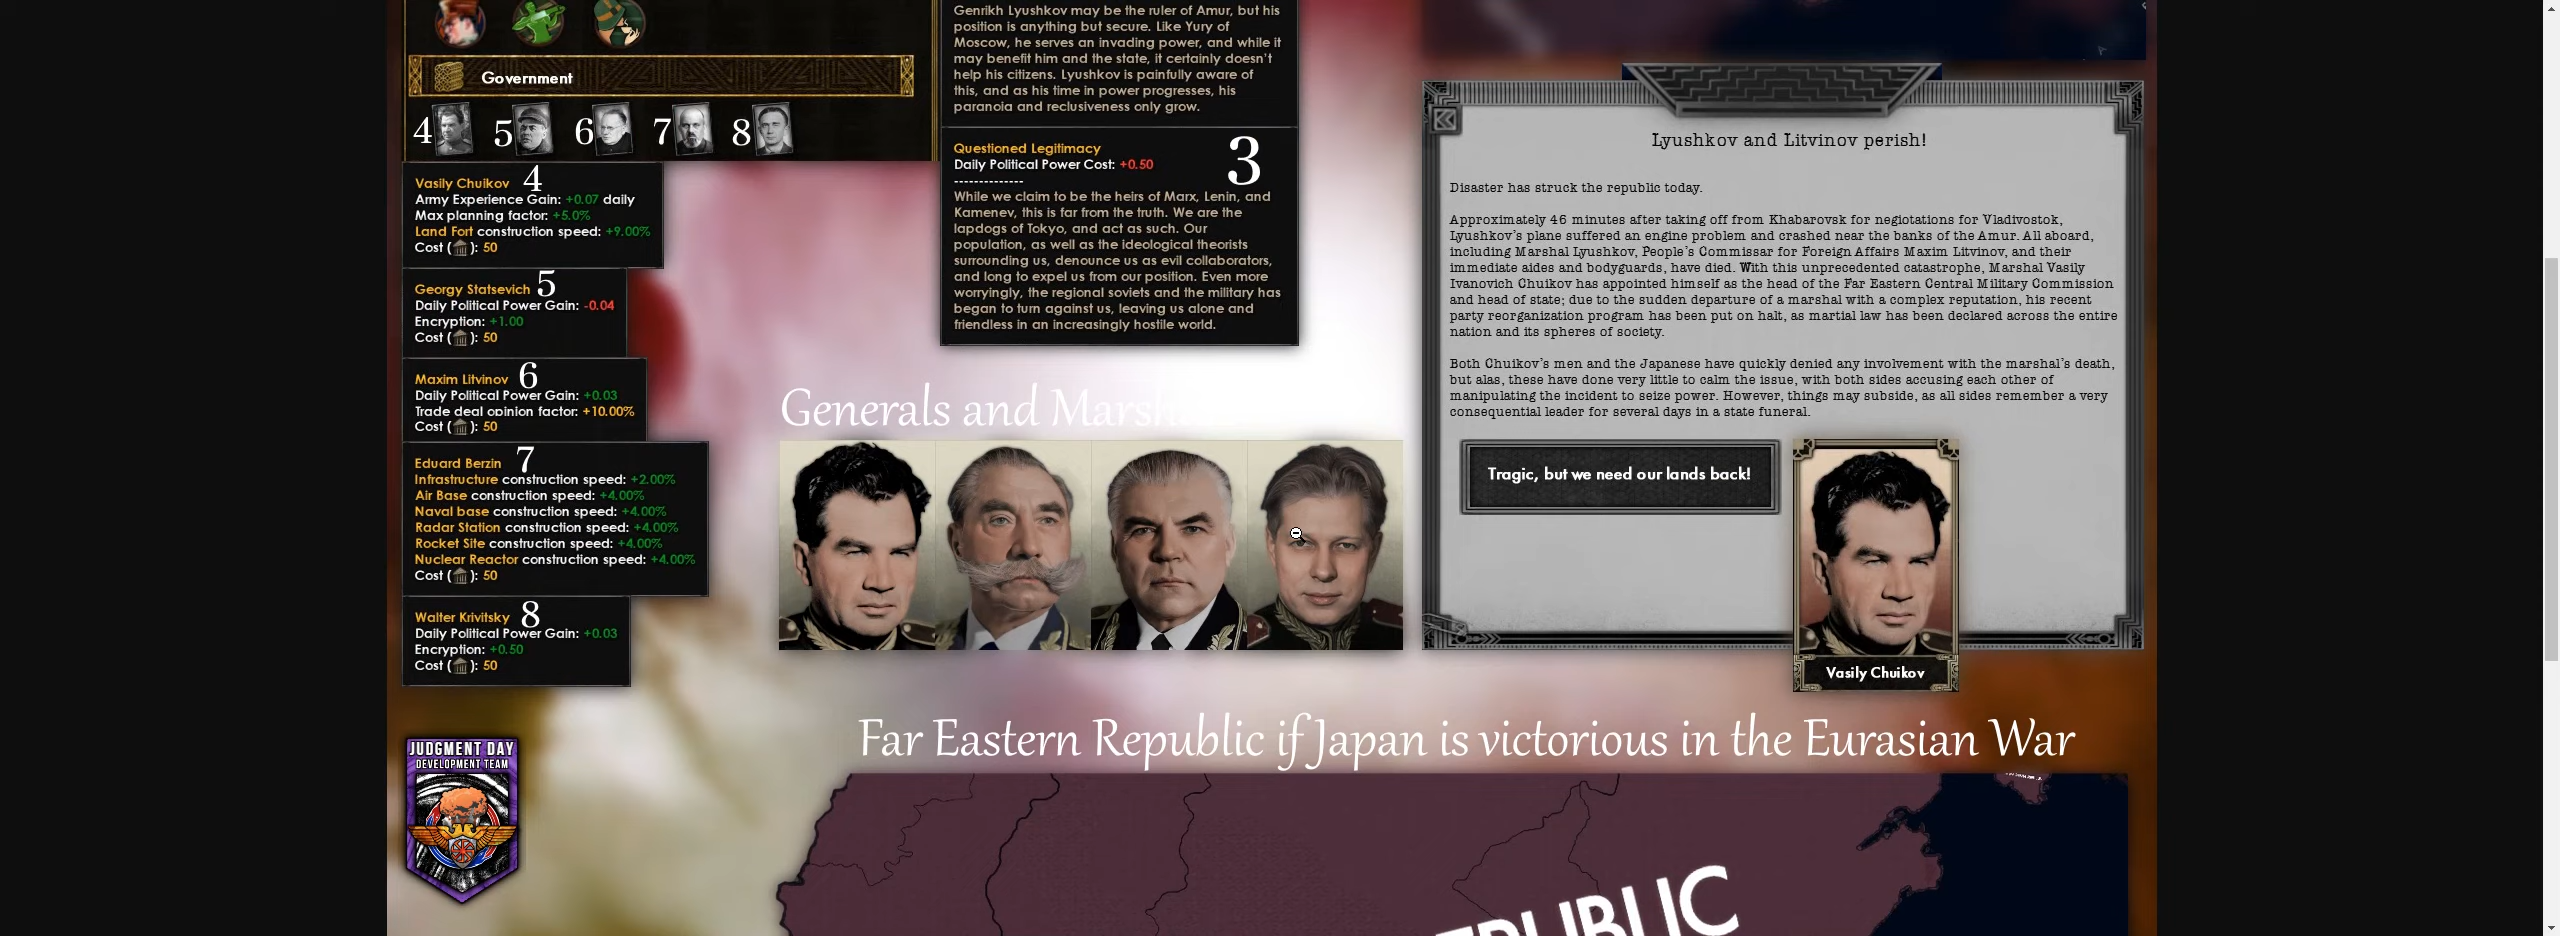 Government
4
5
6
7
8
Vasily Chuikov 4
Army Experience Gain: +0.07 daily
Max planning factor: +5.0%
Land Fort construction speed: +9.00%
Cost ( ): 50
Georgy Statsevich 5
Daily Political Power Gain: -0.04
Encryption: +1.00
Cost ( ): 50
Maxim Litvinov 6
Daily Political Power Gain: +0.03
Trade deal opinion factor: +10.00%
Cost ( ): 50
Eduard Berzin 7
Infrastructure construction speed: +2.00%
Air Base construction speed: +4.00%
Naval base construction speed: +4.00%
Radar Station construction speed: +4.00%
Rocket Site construction speed: +4.00%
Nuclear Reactor construction speed: +4.00%
Cost ( ): 50
Walter Krivitsky 8
Daily Political Power Gain: +0.03
Encryption: +0.50
Cost ( ): 50
JUDGMENT DAY
DEVELOPMENT TEAM
Genrikh Lyushkov may be the ruler of Amur, but his
position is anything but secure. Like Yury of
Moscow, he serves an invading power, and while it
may benefit him and the state, it certainly doesn't
help his citizens. Lyushkov is painfully aware of
this, and as his time in power progresses, his
paranoia and reclusiveness only grow.
Questioned Legitimacy
3
Daily Political Power Cost: +0.50
--------------
While we claim to be the heirs of Marx, Lenin, and
Kamenev, this is far from the truth. We are the
lapdogs of Tokyo, and act as such. Our
population, as well as the ideological theorists
surrounding us, denounce us as evil collaborators,
and long to expel us from our position. Even more
worryingly, the regional soviets and the military has
began to turn against us, leaving us alone and
friendless in an increasingly hostile world.
Generals and Marsha
Lyushkov and Litvinov perish!
Disaster has struck the republic today.
Approximately 46 minutes after taking off from Khabarovsk for negiotations for Vladivostok,
Lyushkov's plane suffered an engine problem and crashed near the banks of the Amur. All aboard,
including Marshal Lyushkov, People's Commissar for Foreign Affairs Maxim Litvinov, and their
immediate aides and bodyguards, have died. With this unprecedented catastrophe, Marshal Vasily
Ivanovich Chuikov has appointed himself as the head of the Far Eastern Central Military Commission
and head of state; due to the sudden departure of a marshal with a complex reputation, his recent
party reorganization program has been put on halt, as martial law has been declared across the entire
nation and its spheres of society.
Both Chuikov's men and the Japanese have quickly denied any involvement with the marshal's death,
but alas, these have done very little to calm the issue, with both sides accusing each other of
manipulating the incident to seize power. However, things may subside, as all sides remember a very
consequential leader for several days in a state funeral.
Tragic, but we need our lands back!
Vasily Chuikov
Far Eastern Republic if Japan is victorious in the Eurasian War
REPUBLIC